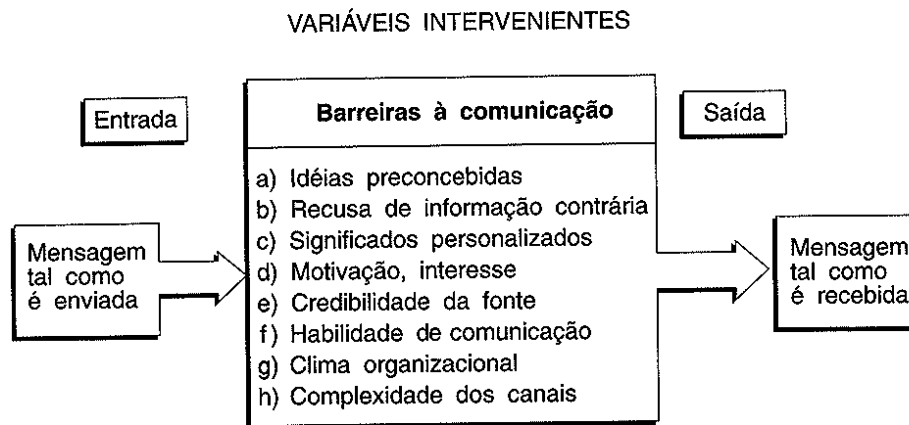 VARIÁVEIS INTERVENIENTES
Entrada
Barreiras à comunicação
Saída
Mensagem
tal como
é enviada
a) Idéias preconcebidas
b) Recusa de informação contrária
c) Significados personalizados
d) Motivação, interesse
e) Credibilidade da fonte
f) Habilidade de comunicação
g) Clima organizacional
h) Complexidade dos canais
Mensagem
tal como
é recebida